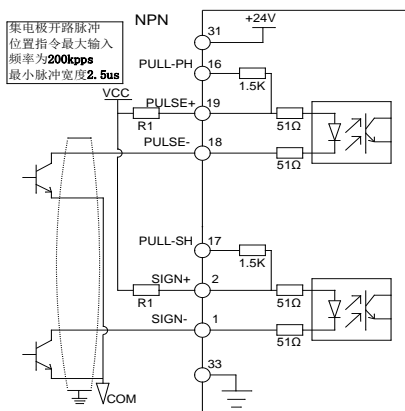 集电极开路脉冲
位置指令最大输入
频率为200kpps
最小脉冲宽度2.5us
NPN
+24V
31
PULL-PH
16
1.5K
VCC
PULSE+
19
R1
51Ω
PULSE-
18
51Ω
PULL-SH
17
1.5K
SIGN+
2
R1
51Ω
SIGN-
1
51Ω
33
COM